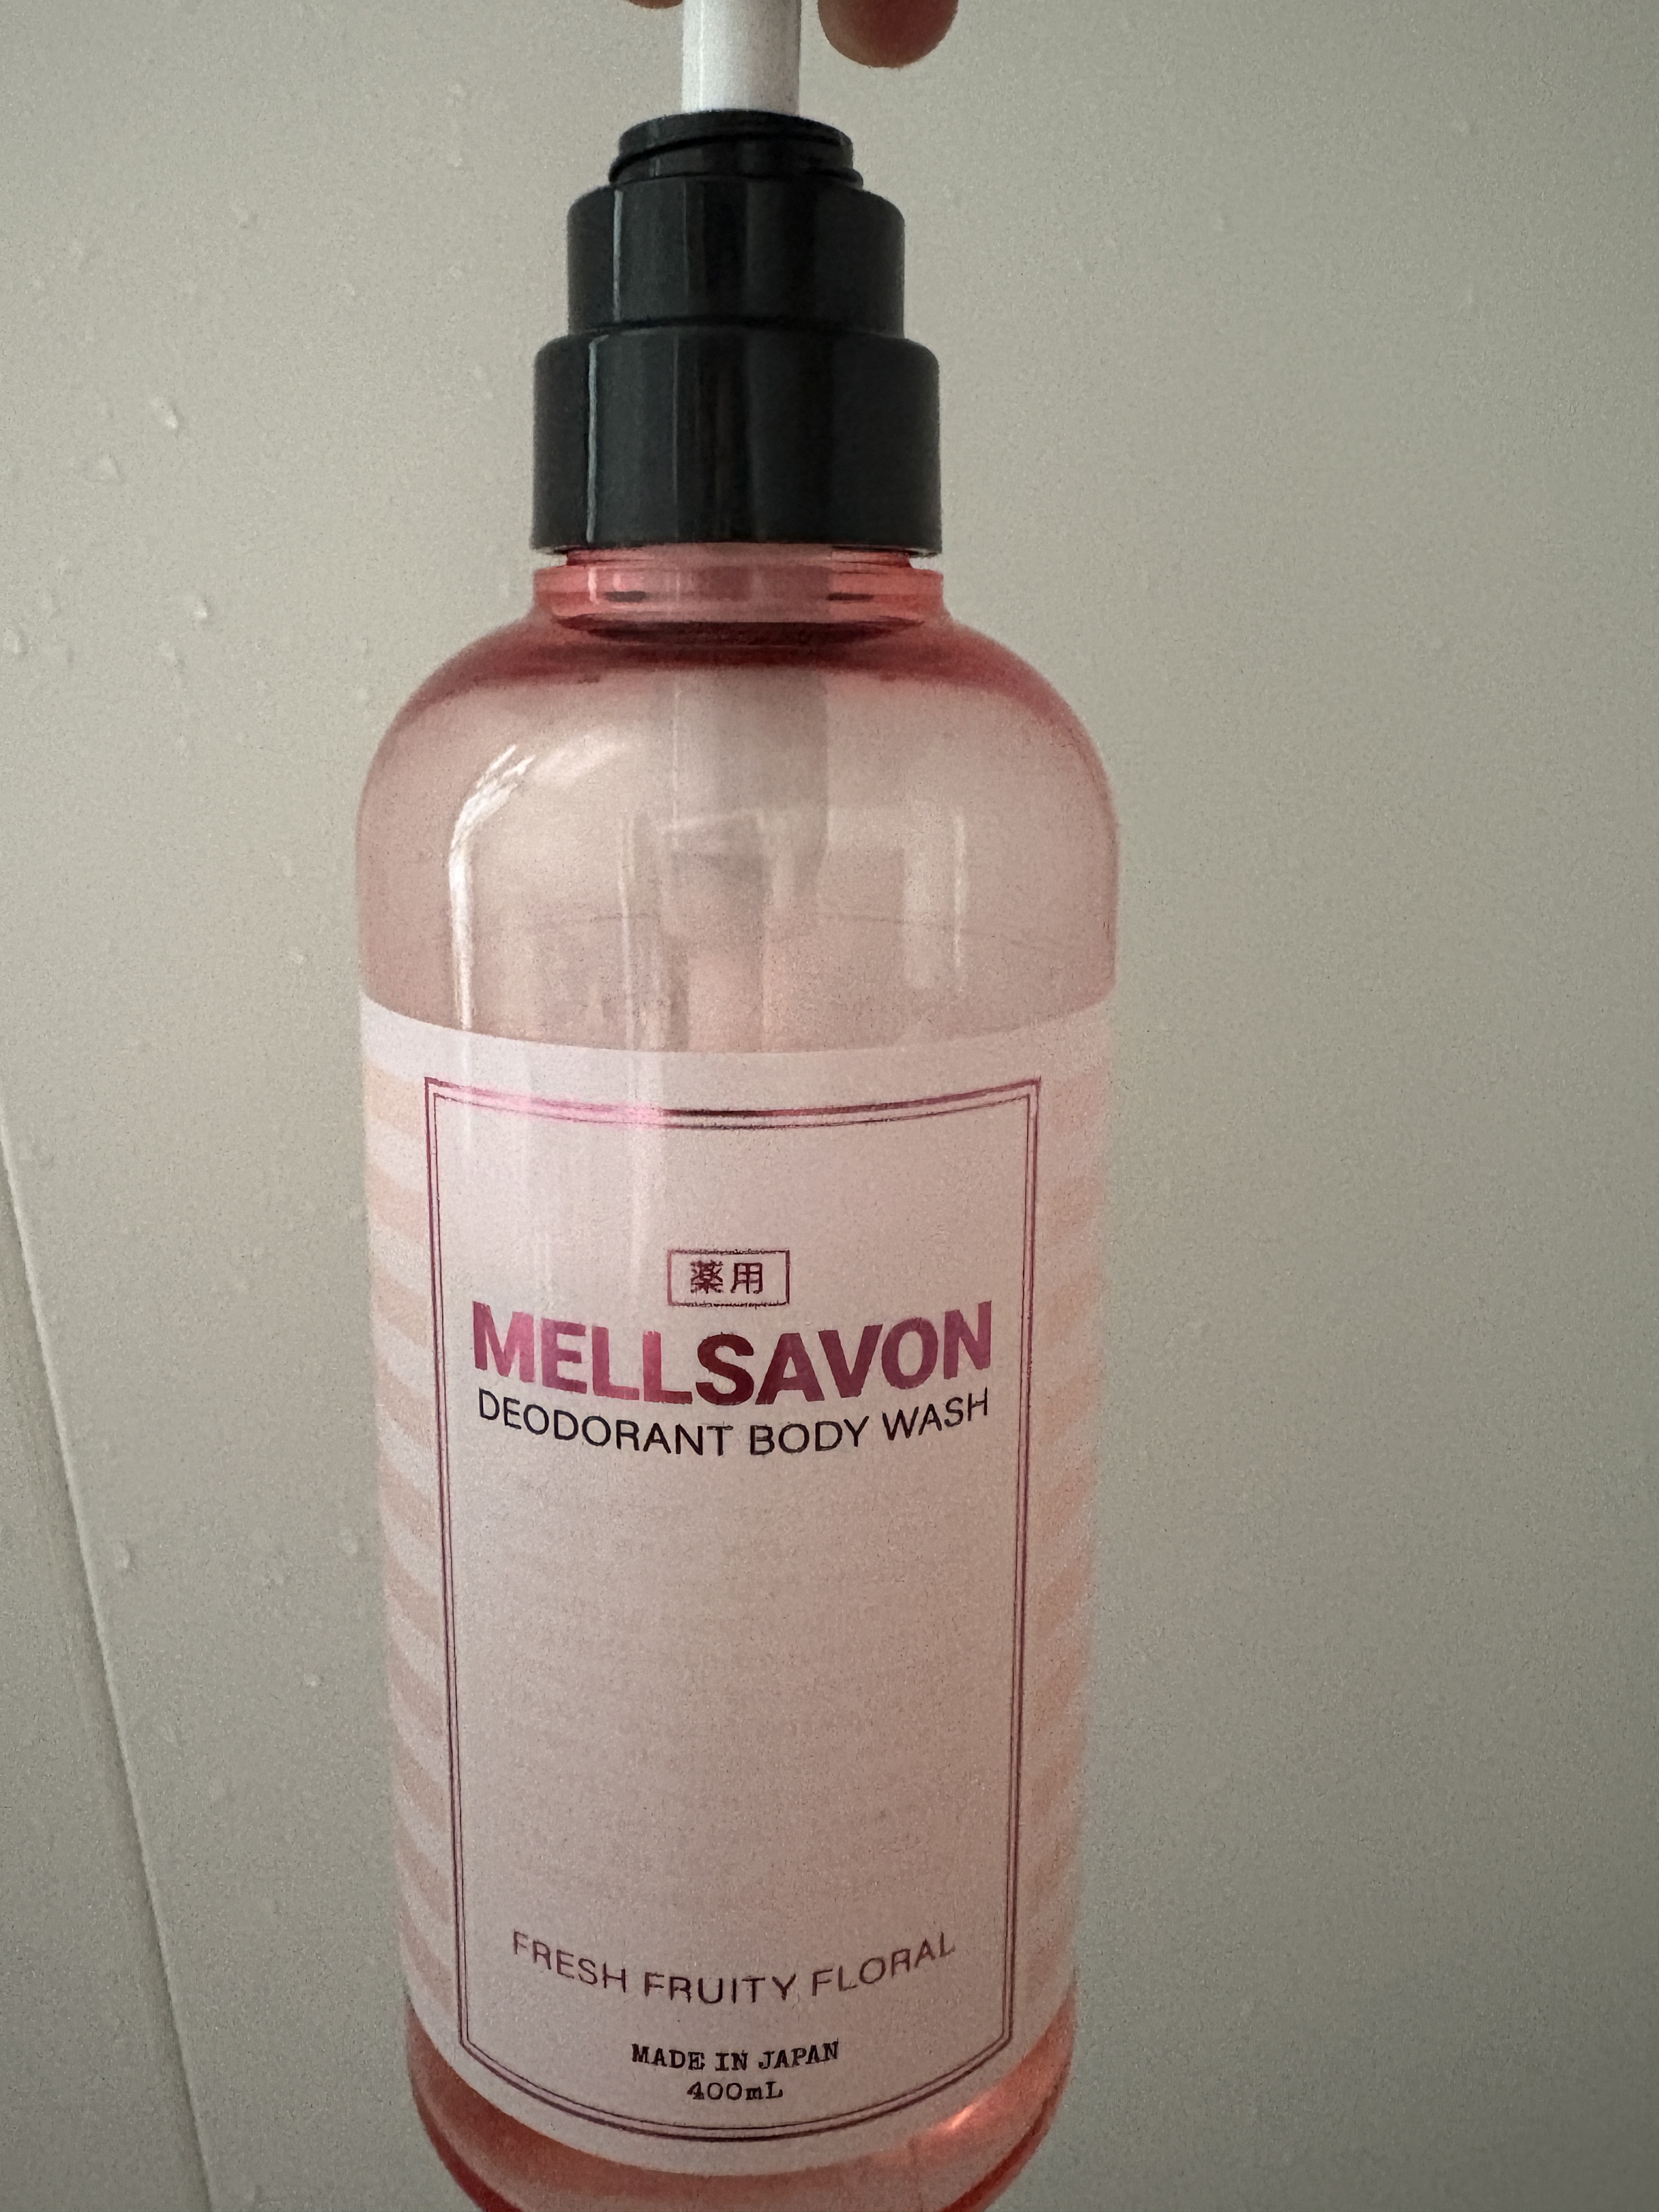 薬用
MELLSAVON
DEODORANT BODY WASH
FRESH FRUITY FLORAL
MADE IN JAPAN
400mL